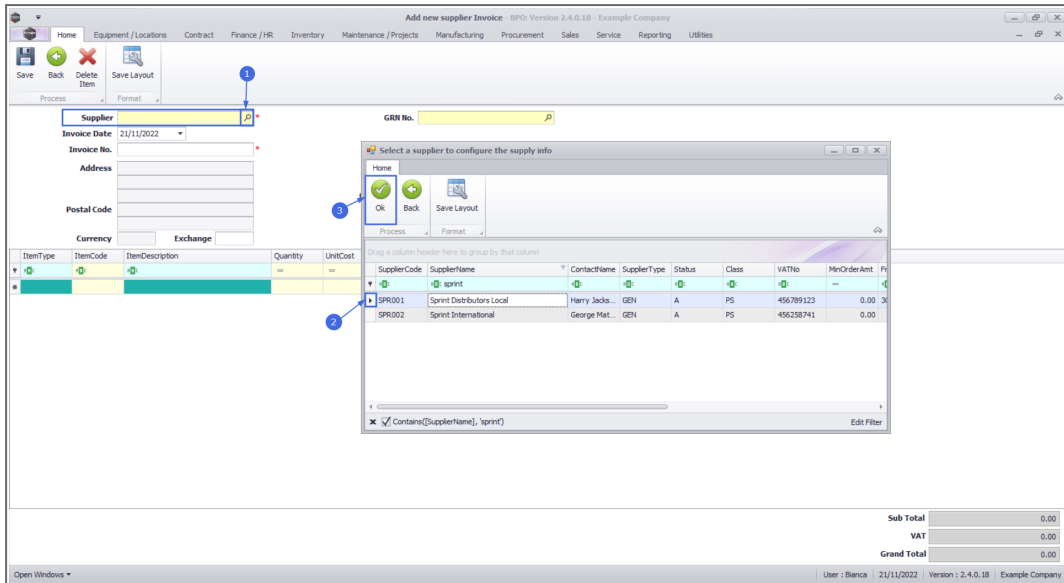 Add new supplier Invoice - BPO: Version 2.4.0.18 - Example Company
Home Equipment / Locations Contract Finance / HR Inventory Maintenance / Projects Manufacturing Procurement Sales Service Reporting Utilities
Save Back Delete Item Save Layout
Process Format
1
Supplier * GRN No.
Invoice Date 21/11/2022
Invoice No. *
Address
Postal Code
Currency Exchange
Select a supplier to configure the supply info
Home
3
Ok Back Save Layout
Process Format
Drag a column header here to group by that column
SupplierCode SupplierName ContactName SupplierType Status Class VATNo MinOrderAmt
sprint =
2
SPR001 Sprint Distributors Local Harry Jacks... GEN A PS 456789123 0.00
SPR002 Sprint International George Mat... GEN A PS 456258741 0.00
Contains([SupplierName], 'sprint') Edit Filter
ItemType ItemCode ItemDescription Quantity UnitCost
= =
Sub Total 0.00
VAT 0.00
Grand Total 0.00
Open Windows User : Bianca 21/11/2022 Version : 2.4.0.18 Example Company